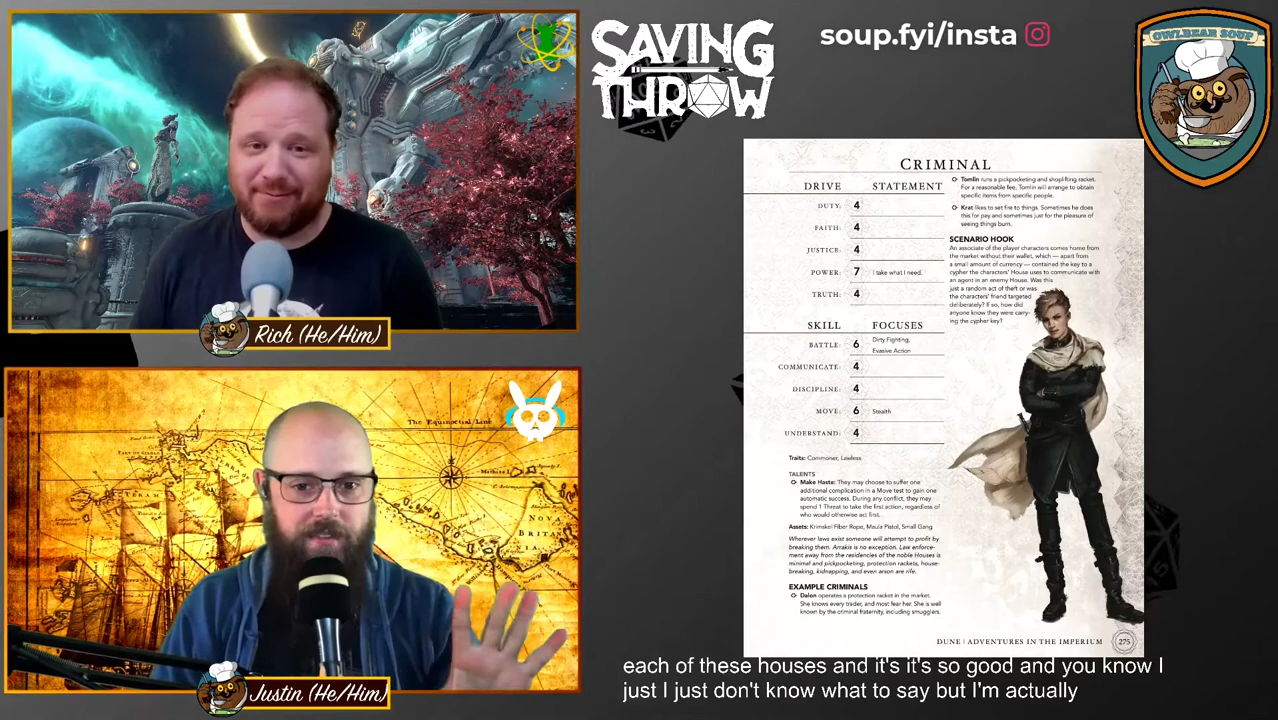 SAVING
THROW
soup.fyi/insta
OWLBEAR SOUP
Rich (He/Him)
The Equinoctial Line
Justin (He/Him)
CRIMINAL
DRIVE STATEMENT
DUTY: 4
FAITH: 4
JUSTICE: 4
POWER: 7 I take what I need.
TRUTH: 4
SKILL FOCUSES
BATTLE: 6 Dirty Fighting,
Evasive Action
COMMUNICATE: 4
DISCIPLINE: 4
MOVE: 6 Stealth
UNDERSTAND: 4
Traits: Commoner, Lawless
TALENTS
Make Haste: They may choose to suffer one
additional complication in a Move test to gain one
automatic success. During any conflict, they may
spend 1 Threat to take the first action, regardless of
who would otherwise act first.
Assets: Krimskel Fiber Rope, Maula Pistol, Small Gang
Wherever laws exist someone will attempt to profit by
breaking them. Arrakis is no exception. Law enforce-
ment away from the residencies of the noble Houses is
minimal and pickpocketing, protection rackets, house-
breaking, kidnapping, and even arson are rife.
EXAMPLE CRIMINALS
Dalon operates a protection racket in the market.
She knows every trader, and most fear her. She is well
known by the criminal fraternity, including smugglers.
Tomlin runs a pickpocketing and shoplifting racket.
For a reasonable fee, Tomlin will arrange to obtain
specific items from specific people.
Krat likes to set fire to things. Sometimes he does
this for pay and sometimes just for the pleasure of
seeing things burn.
SCENARIO HOOK
An associate of the player characters comes home from
the market without their wallet, which — apart from
a small amount of currency — contained the key to a
cypher the characters' House uses to communicate with
an agent in an enemy House. Was this
just a random act of theft or was
the characters' friend targeted
deliberately? If so, how did
anyone know they were carry-
ing the cypher key?
DUNE | ADVENTURES IN THE IMPERIUM 275
each of these houses and it's it's so good and you know I
just I just don't know what to say but I'm actually